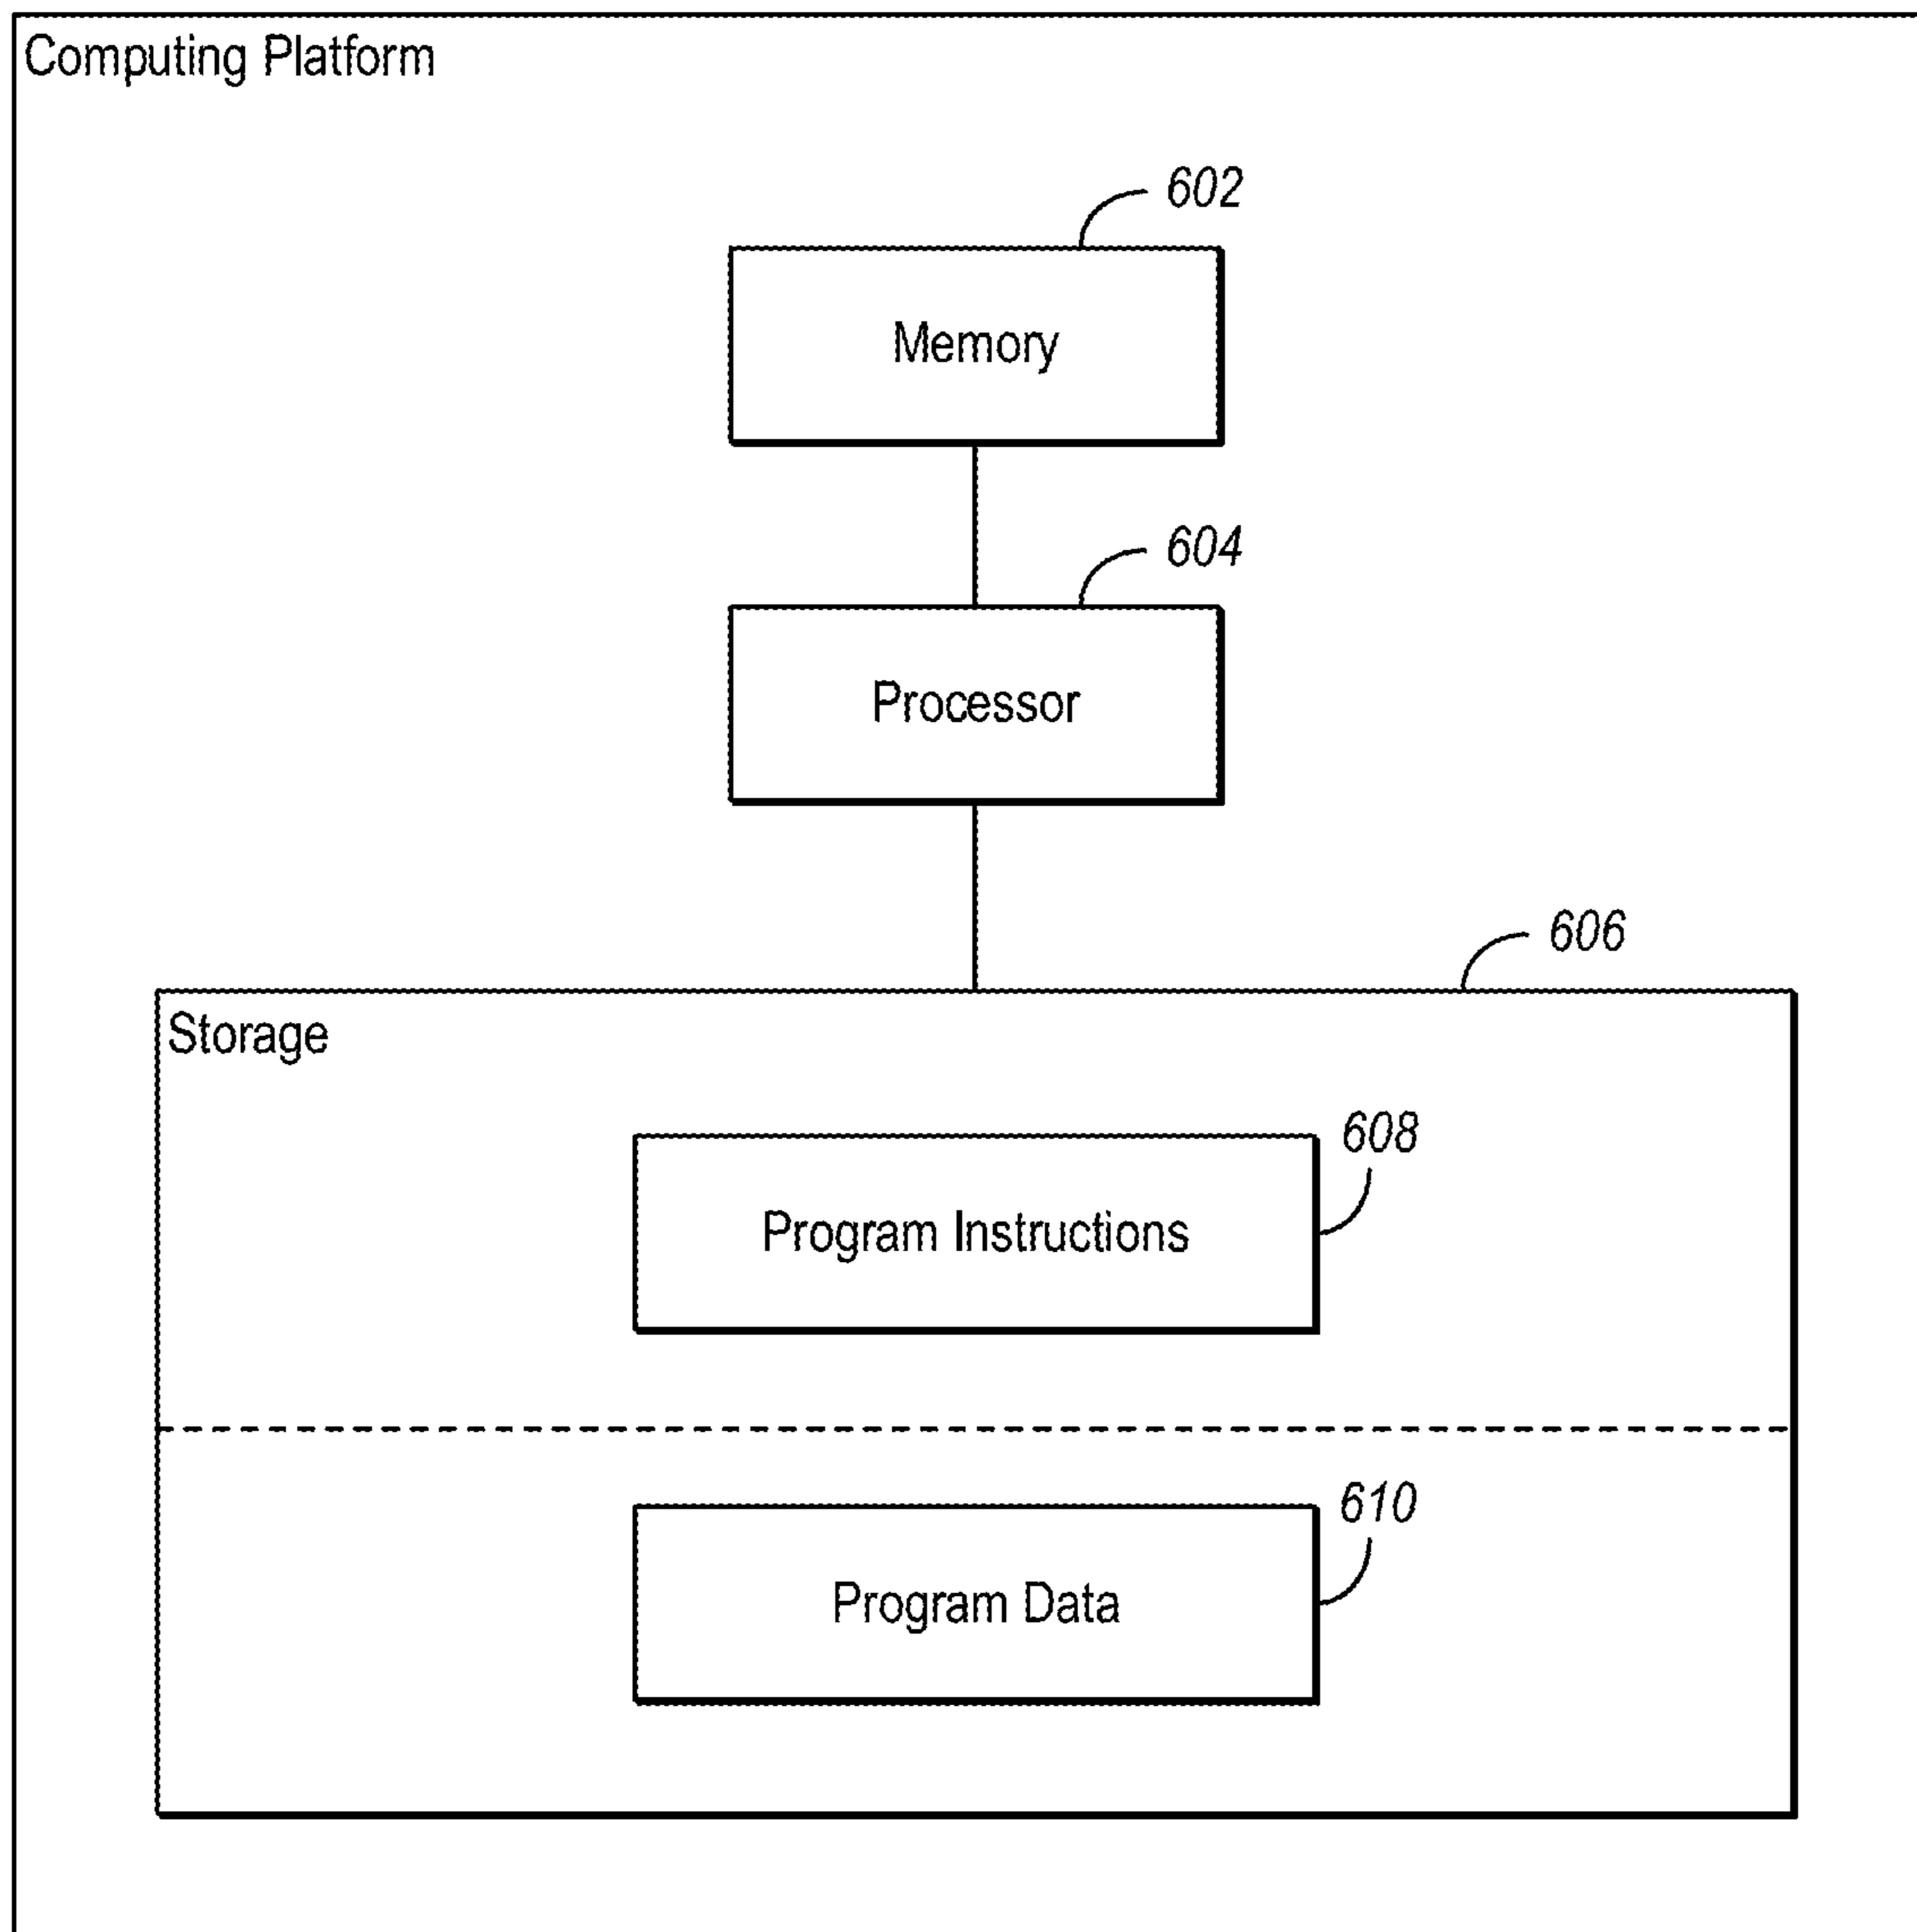 Computing Platform
602
Memory
604
Processor
606
Storage
608
Program Instructions
610
Program Data